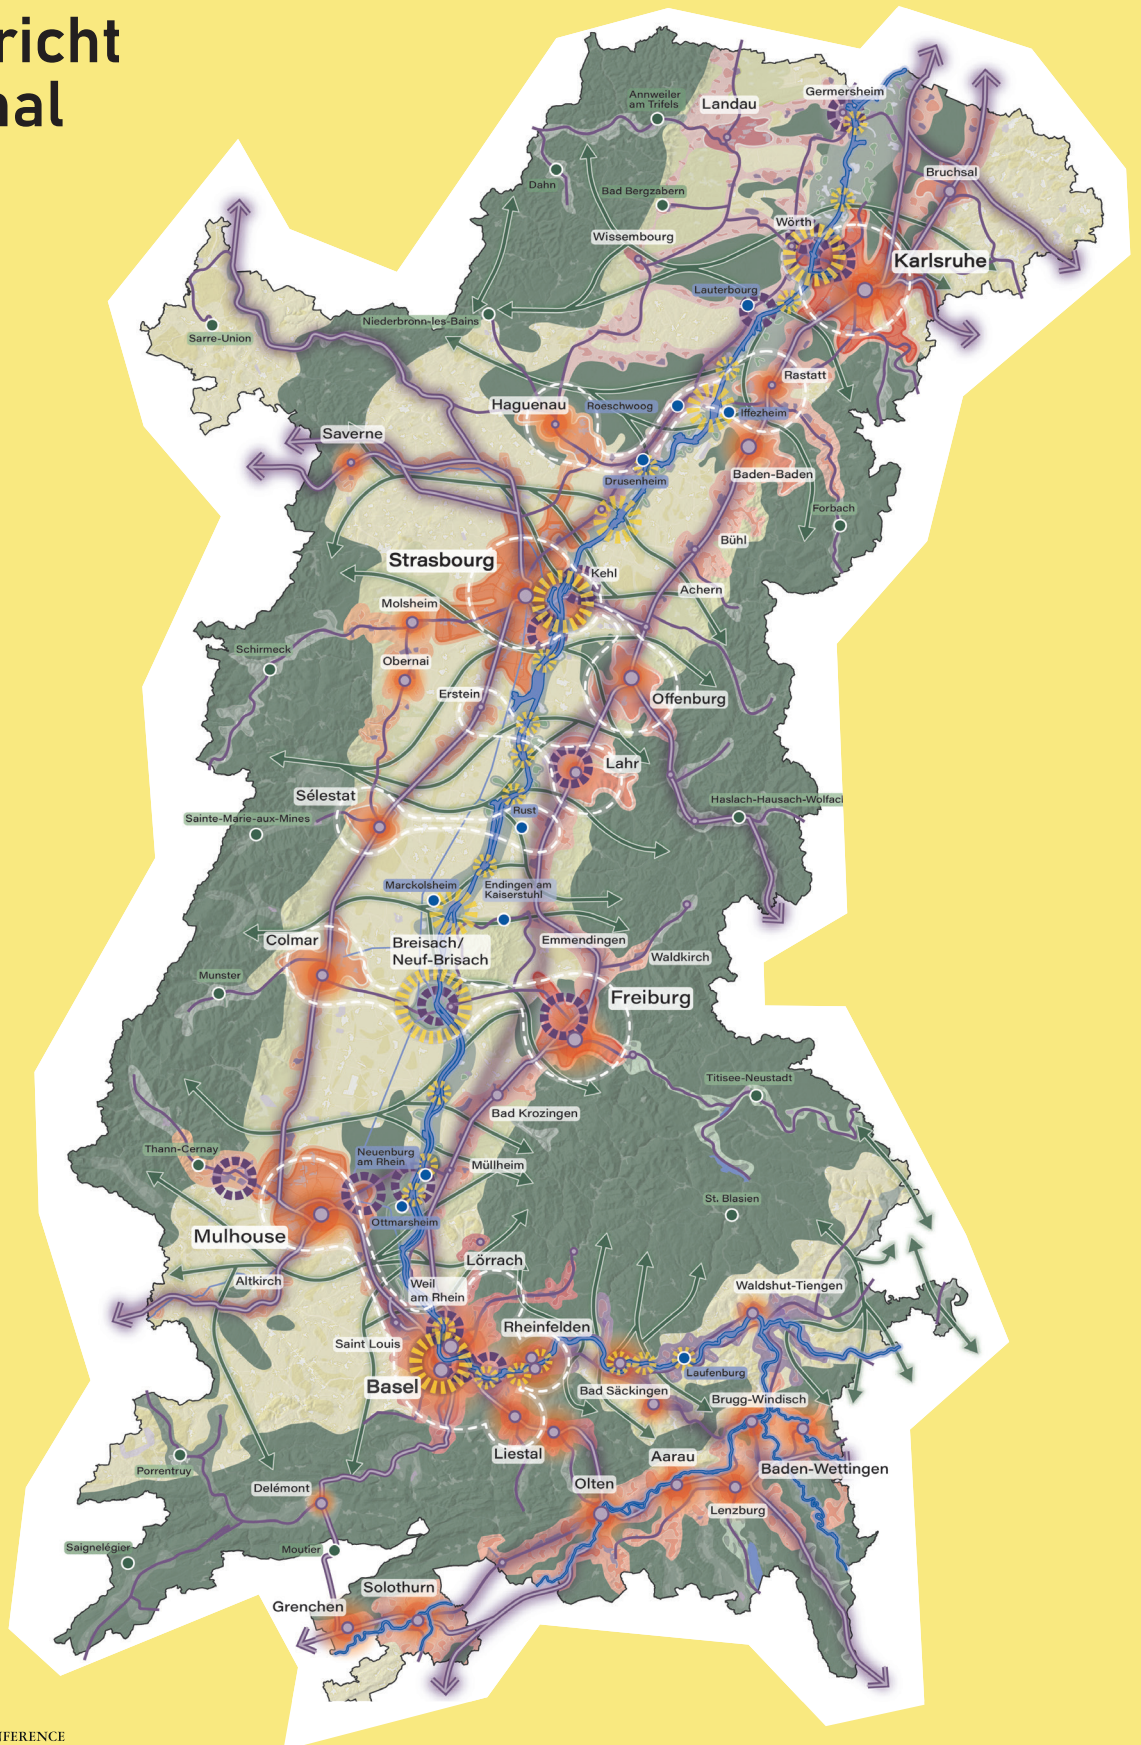 richt
nal
Germersheim
Annweiler
am Trifels
Landau
Bruchsal
Dahn
Bad Bergzabern
Wörth
Wissembourg
Karlsruhe
Lauterbourg
Niederbronn-les-Bains
Sarre-Union
Rastatt
Haguenau
Roeschwoog
Iffezheim
Saverne
Baden-Baden
Drusenheim
Forbach
Bühl
Strasbourg
Kehl
Achern
Molsheim
Schirmeck
Obernai
Erstein
Offenburg
Lahr
Sélestat
Haslach-Hausach-Wolfach
Rust
Sainte-Marie-aux-Mines
Marckolsheim
Endingen am
Kaiserstuhl
Colmar
Breisach/
Neuf-Brisach
Emmendingen
Waldkirch
Munster
Freiburg
Titisee-Neustadt
Bad Krozingen
Thann-Cernay
Neuenburg
am Rhein
Müllheim
St. Blasien
Ottmarsheim
Mulhouse
Lörrach
Altkirch
Weil
am Rhein
Waldshut-Tiengen
Rheinfelden
Saint Louis
Laufenburg
Basel
Bad Säckingen
Brugg-Windisch
Liestal
Aarau
Baden-Wettingen
Porrentruy
Olten
Delémont
Lenzburg
Saignelégier
Moutier
Solothurn
Grenchen
NFERENCE